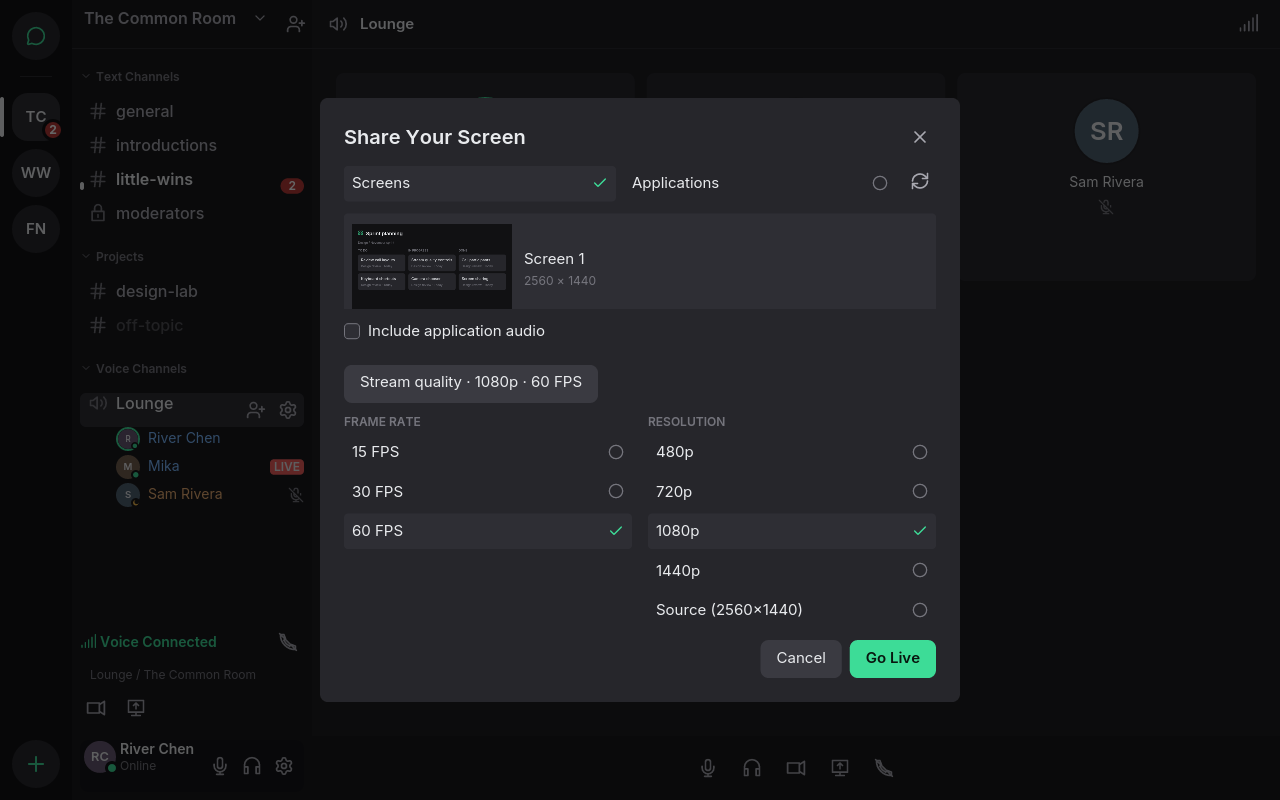 The Common Room
Lounge
TC
2
WW
FN
Text Channels
general
introductions
little-wins
2
moderators
Projects
design-lab
off-topic
Voice Channels
Lounge
R
River Chen
M
Mika
LIVE
S
Sam Rivera
Voice Connected
Lounge / The Common Room
RC
River Chen
Online
SR
Sam Rivera
Share Your Screen
Screens
Applications
Sprint planning
Screen 1
2560 × 1440
Include application audio
Stream quality · 1080p · 60 FPS
FRAME RATE
RESOLUTION
15 FPS
480p
30 FPS
720p
60 FPS
1080p
1440p
Source (2560×1440)
Cancel
Go Live